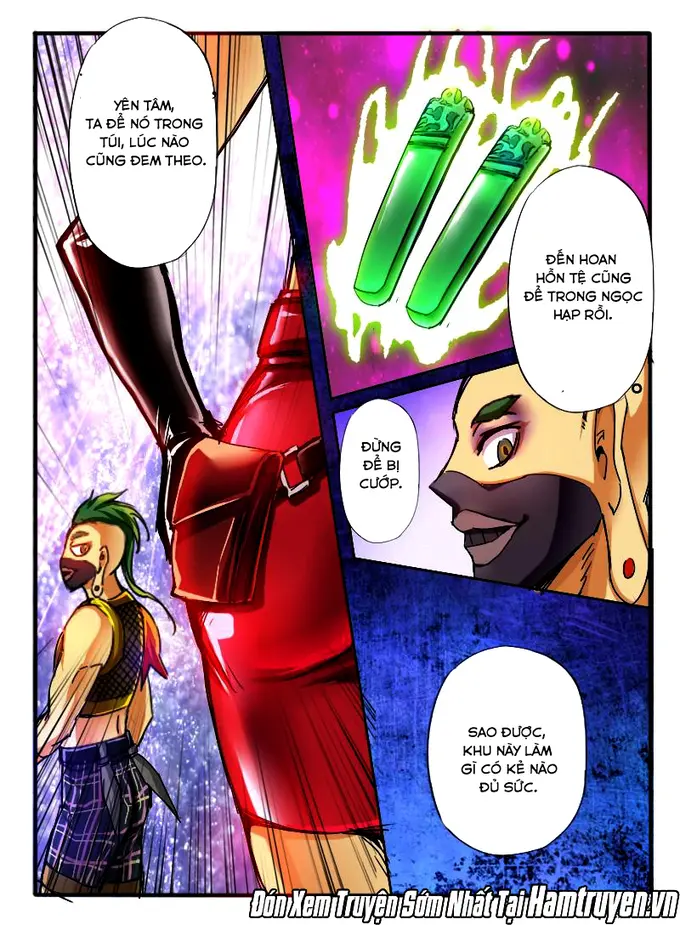 YÊN TÂM,
TA ĐỂ NÓ TRONG
TÚI, LÚC NÀO
CŨNG ĐEM THEO.
ĐẾN HOAN
HỒN TỆ CŨNG
ĐỂ TRONG NGỌC
HẠP RỒI.
ĐỪNG
ĐỂ BỊ
CƯỚP.
SAO ĐƯỢC,
KHU NÀY LÀM
GÌ CÓ KẺ NÀO
ĐỦ SỨC.
Đón Xem Truyện Sớm Nhất Tại Hamtruyen.vn